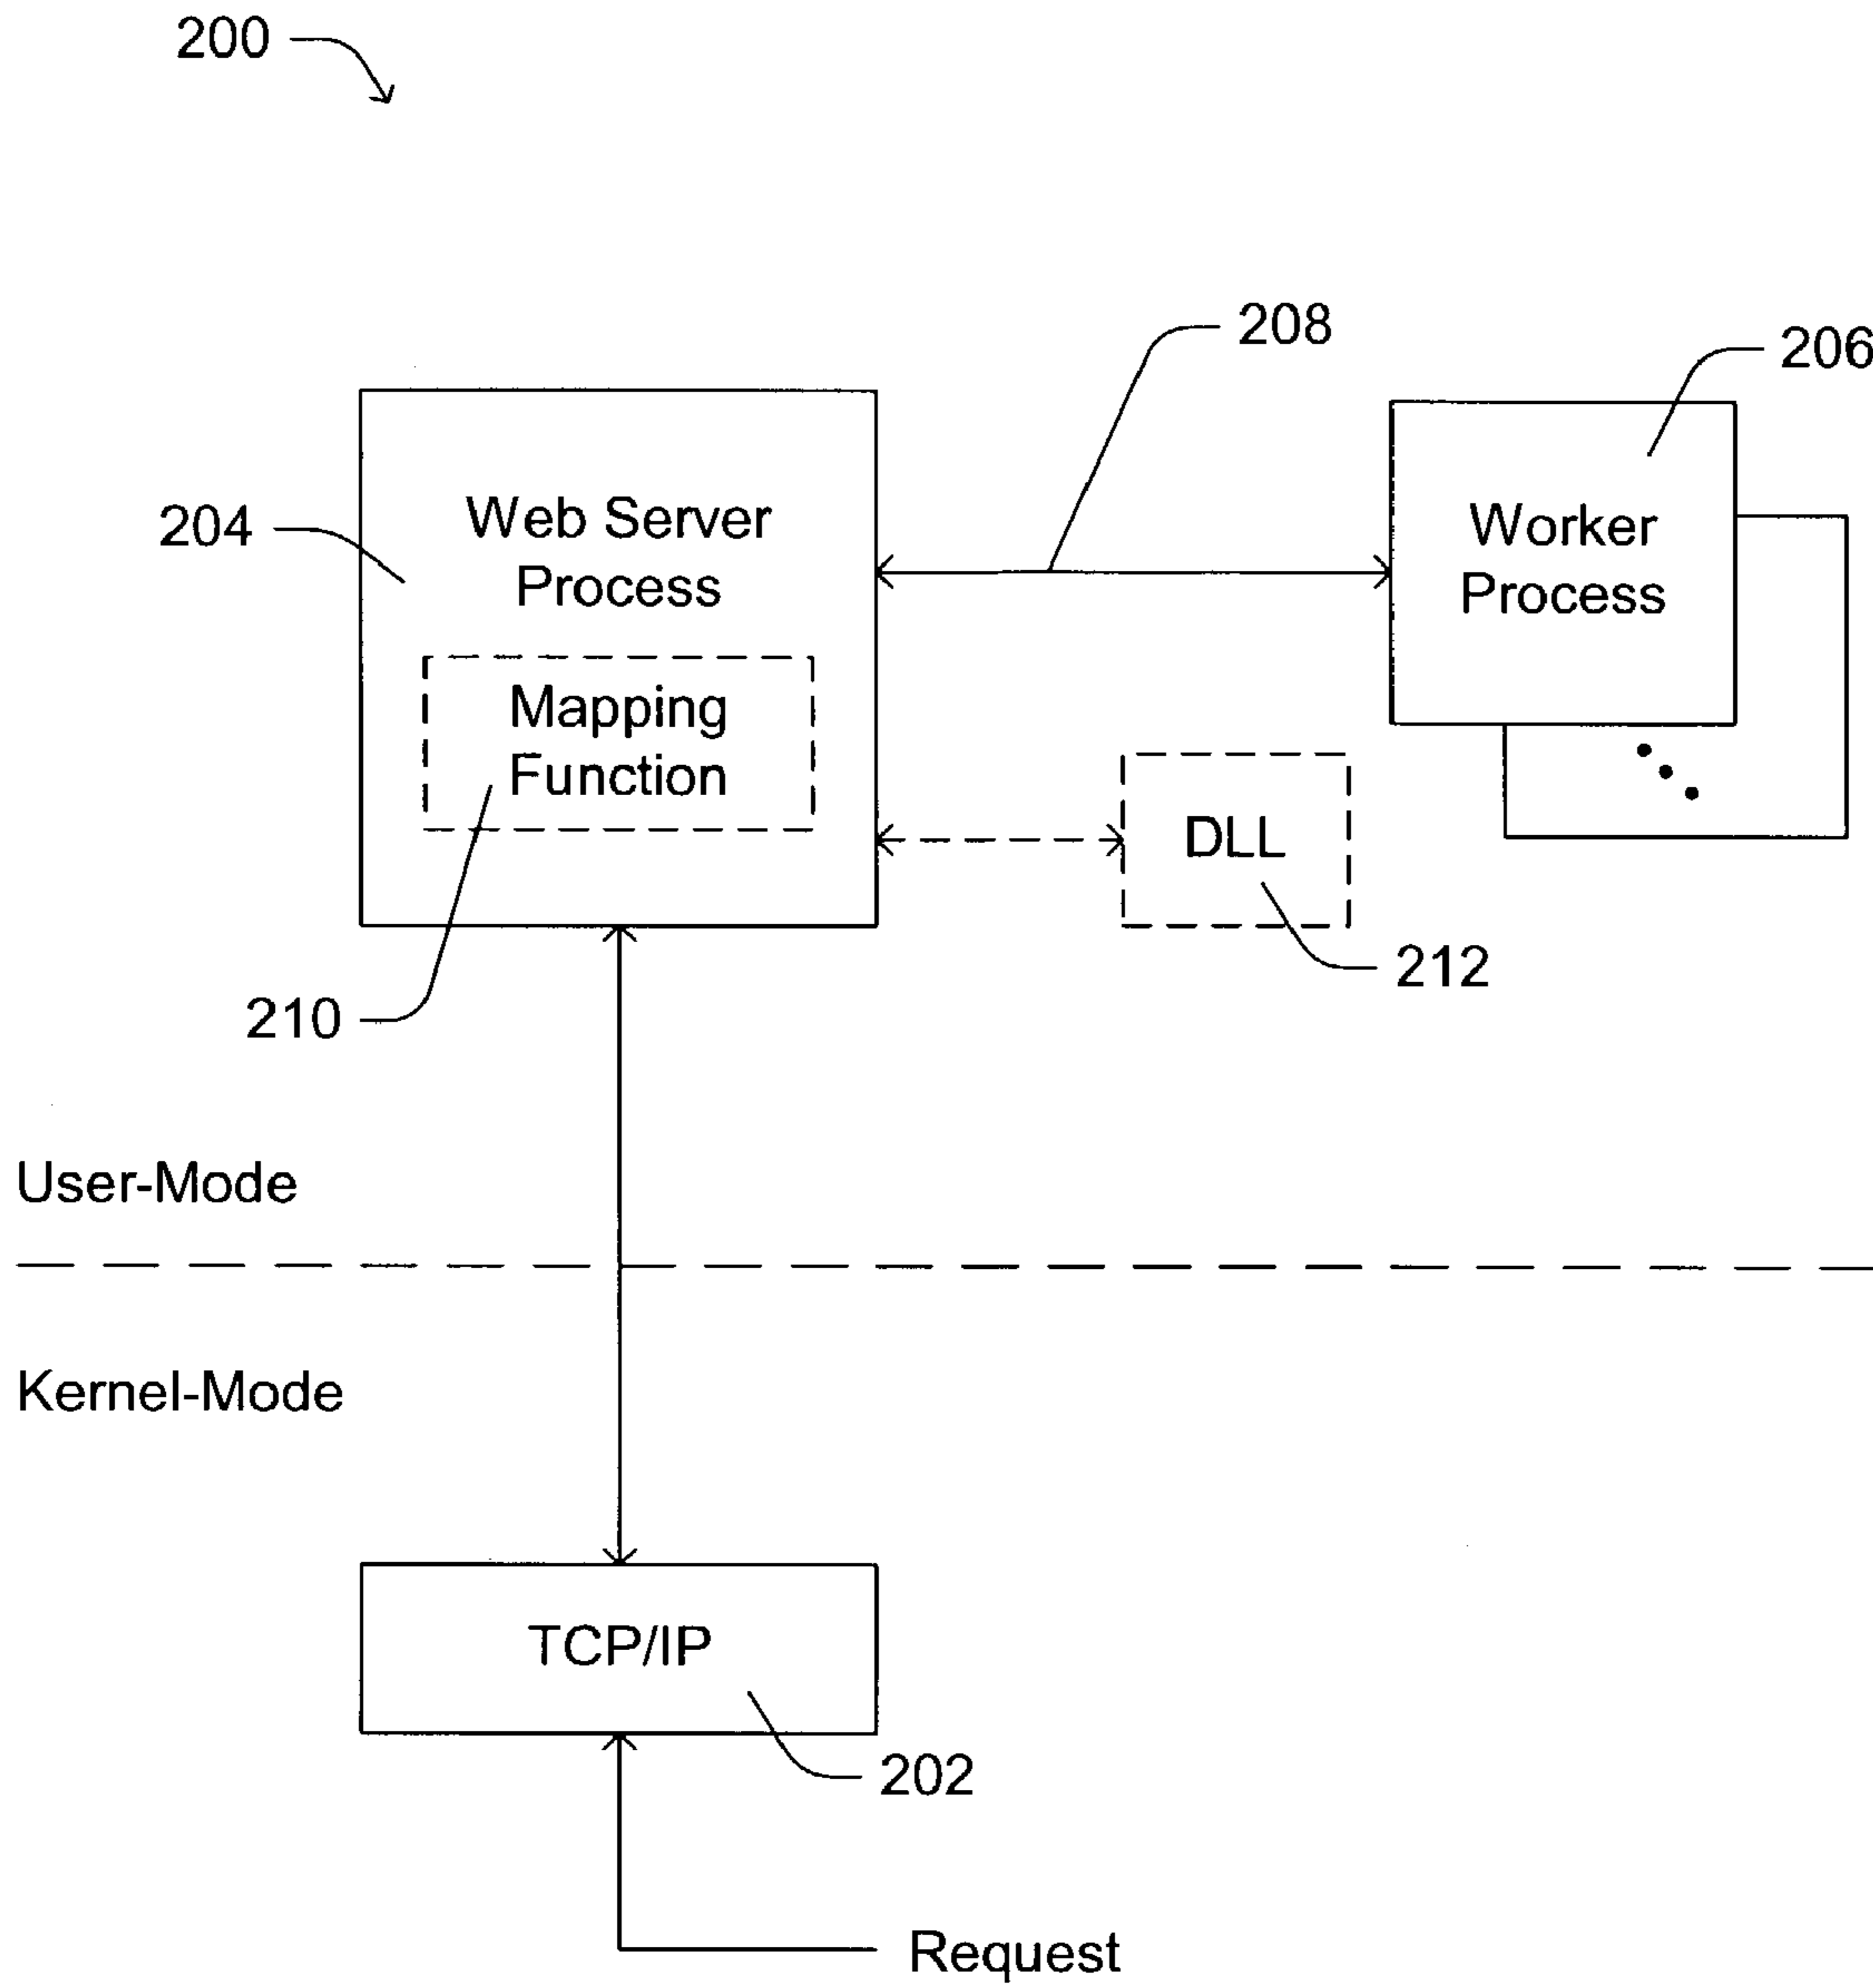 200
208
206
204
Web Server
Process
Worker
Process
Mapping
Function
DLL
212
210
User-Mode
Kernel-Mode
TCP/IP
202
Request